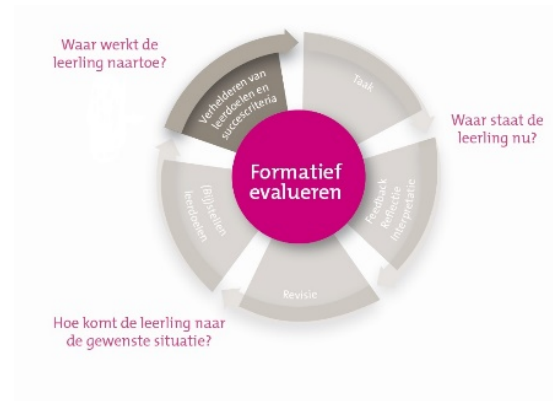 Waar werkt de
leerling naartoe?
Verhelderen van
leerdoelen en
succescriteria
Taak
Waar staat de
leerling nu?
Formatief
evalueren
Feedback
Reflectie
Interpretatie
(Bij)stellen
leerdoelen
Revisie
Hoe komt de leerling naar
de gewenste situatie?